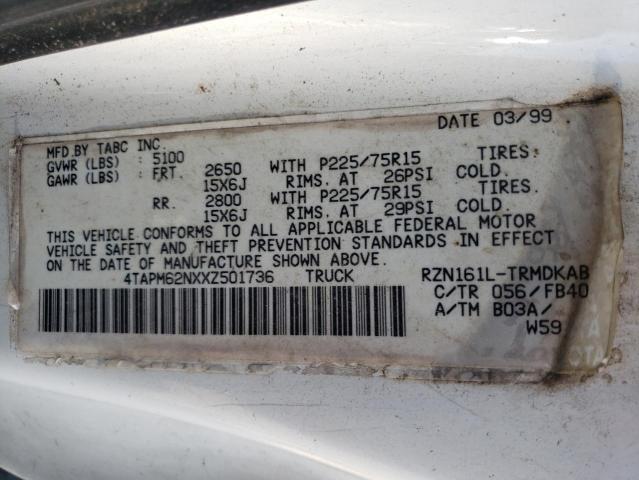 MFD.BY TABC INC. DATE 03/99
GVWR (LBS) : 5100
GAWR (LBS) : FRT. 2650 WITH P225/75R15 TIRES.
15X6J RIMS. AT 26PSI COLD.
RR. 2800 WITH P225/75R15 TIRES.
15X6J RIMS. AT 29PSI COLD.
THIS VEHICLE CONFORMS TO ALL APPLICABLE FEDERAL MOTOR
VEHICLE SAFETY AND THEFT PREVENTION STANDARDS IN EFFECT
ON THE DATE OF MANUFACTURE SHOWN ABOVE.
4TAPM62NXXZ501736 TRUCK RZN161L-TRMDKAB
C/TR 056/FB40
A/TM B03A/
W59